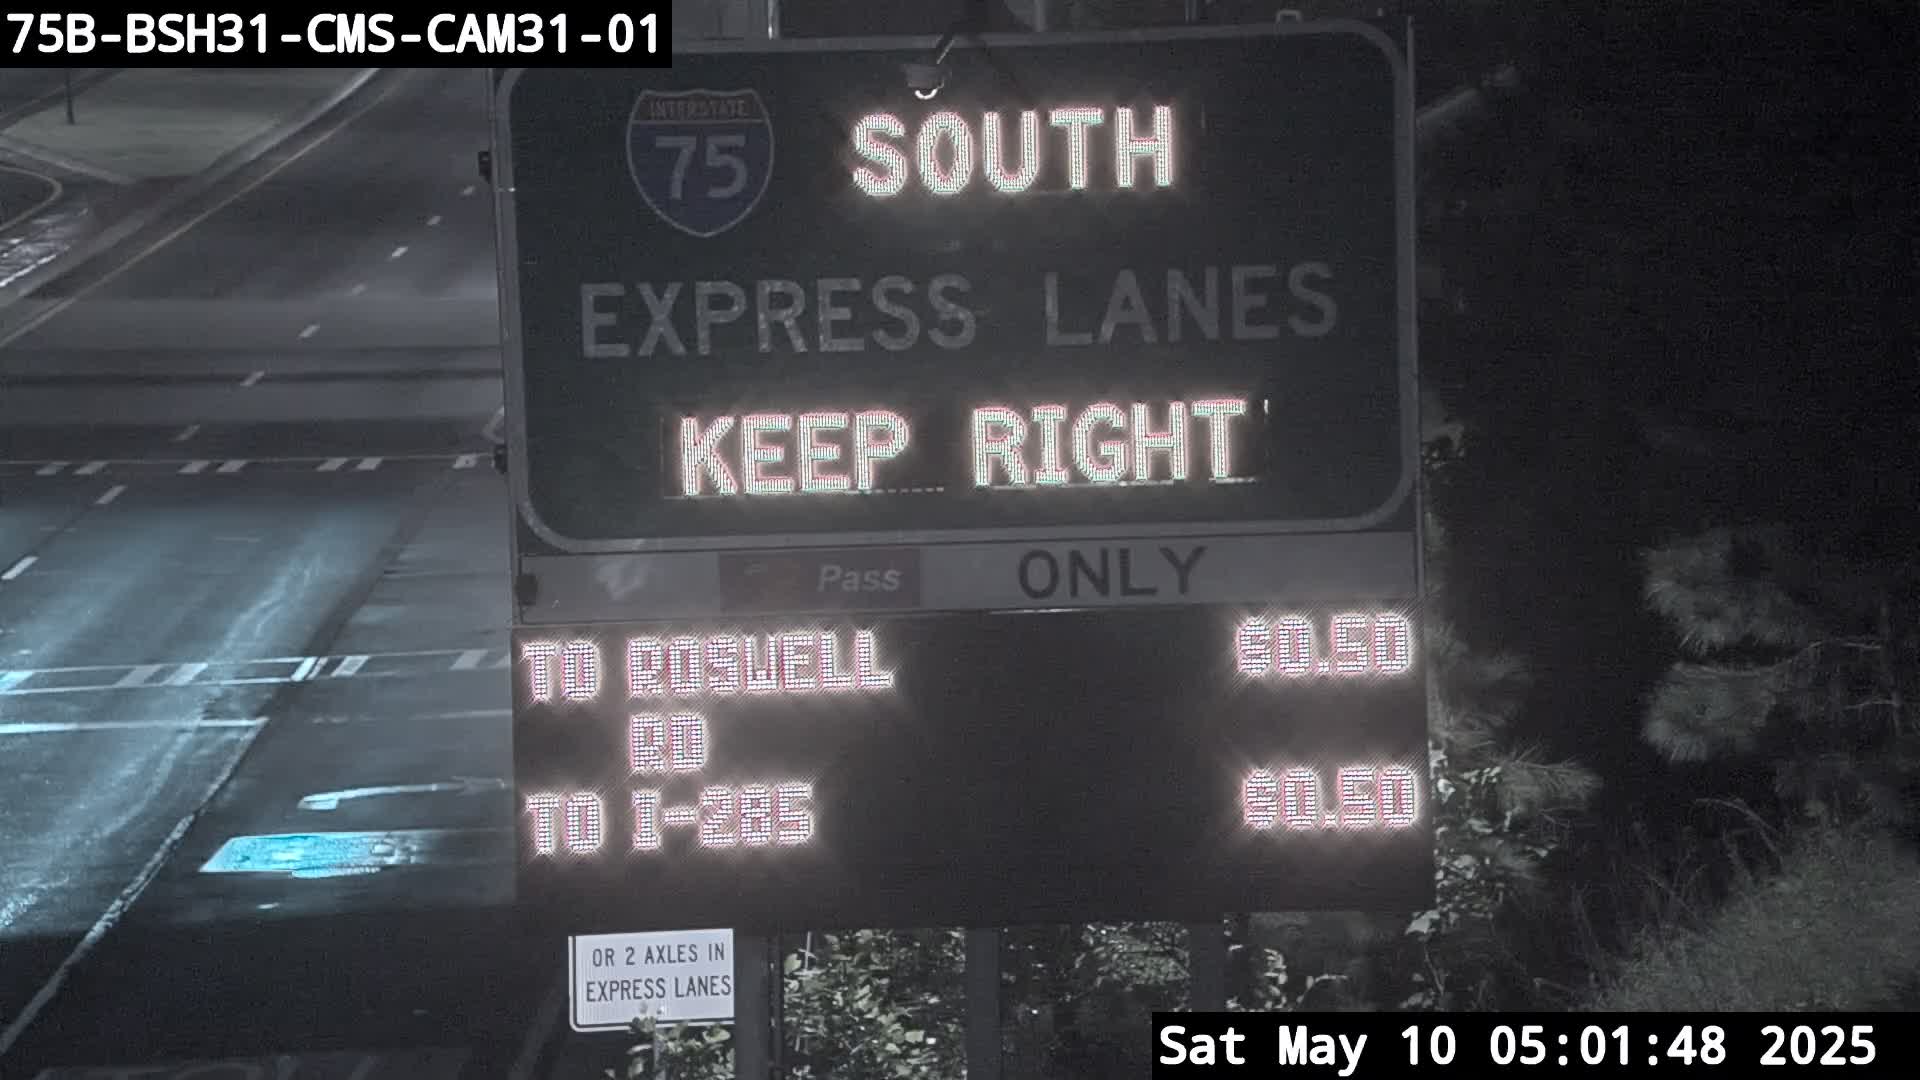 75B-BSH31-CMS-CAM31-01
INTERSTATE
75
SOUTH
EXPRESS LANES
KEEP RIGHT
Pass ONLY
TO ROSWELL $0.50
RD
TO I-285 $0.50
OR 2 AXLES IN
EXPRESS LANES
Sat May 10 05:01:48 2025